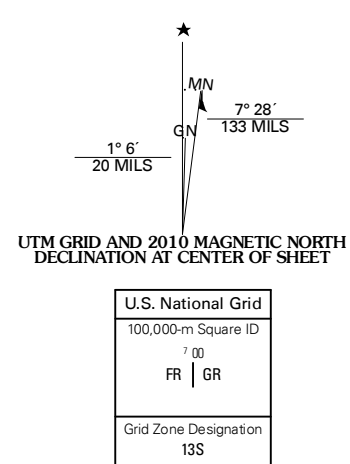 ★
MN
7° 28´
133 MILS
GN
1° 6´
20 MILS
UTM GRID AND 2010 MAGNETIC NORTH
DECLINATION AT CENTER OF SHEET
U.S. National Grid
100,000-m Square ID
7 00
FR GR
Grid Zone Designation
13S